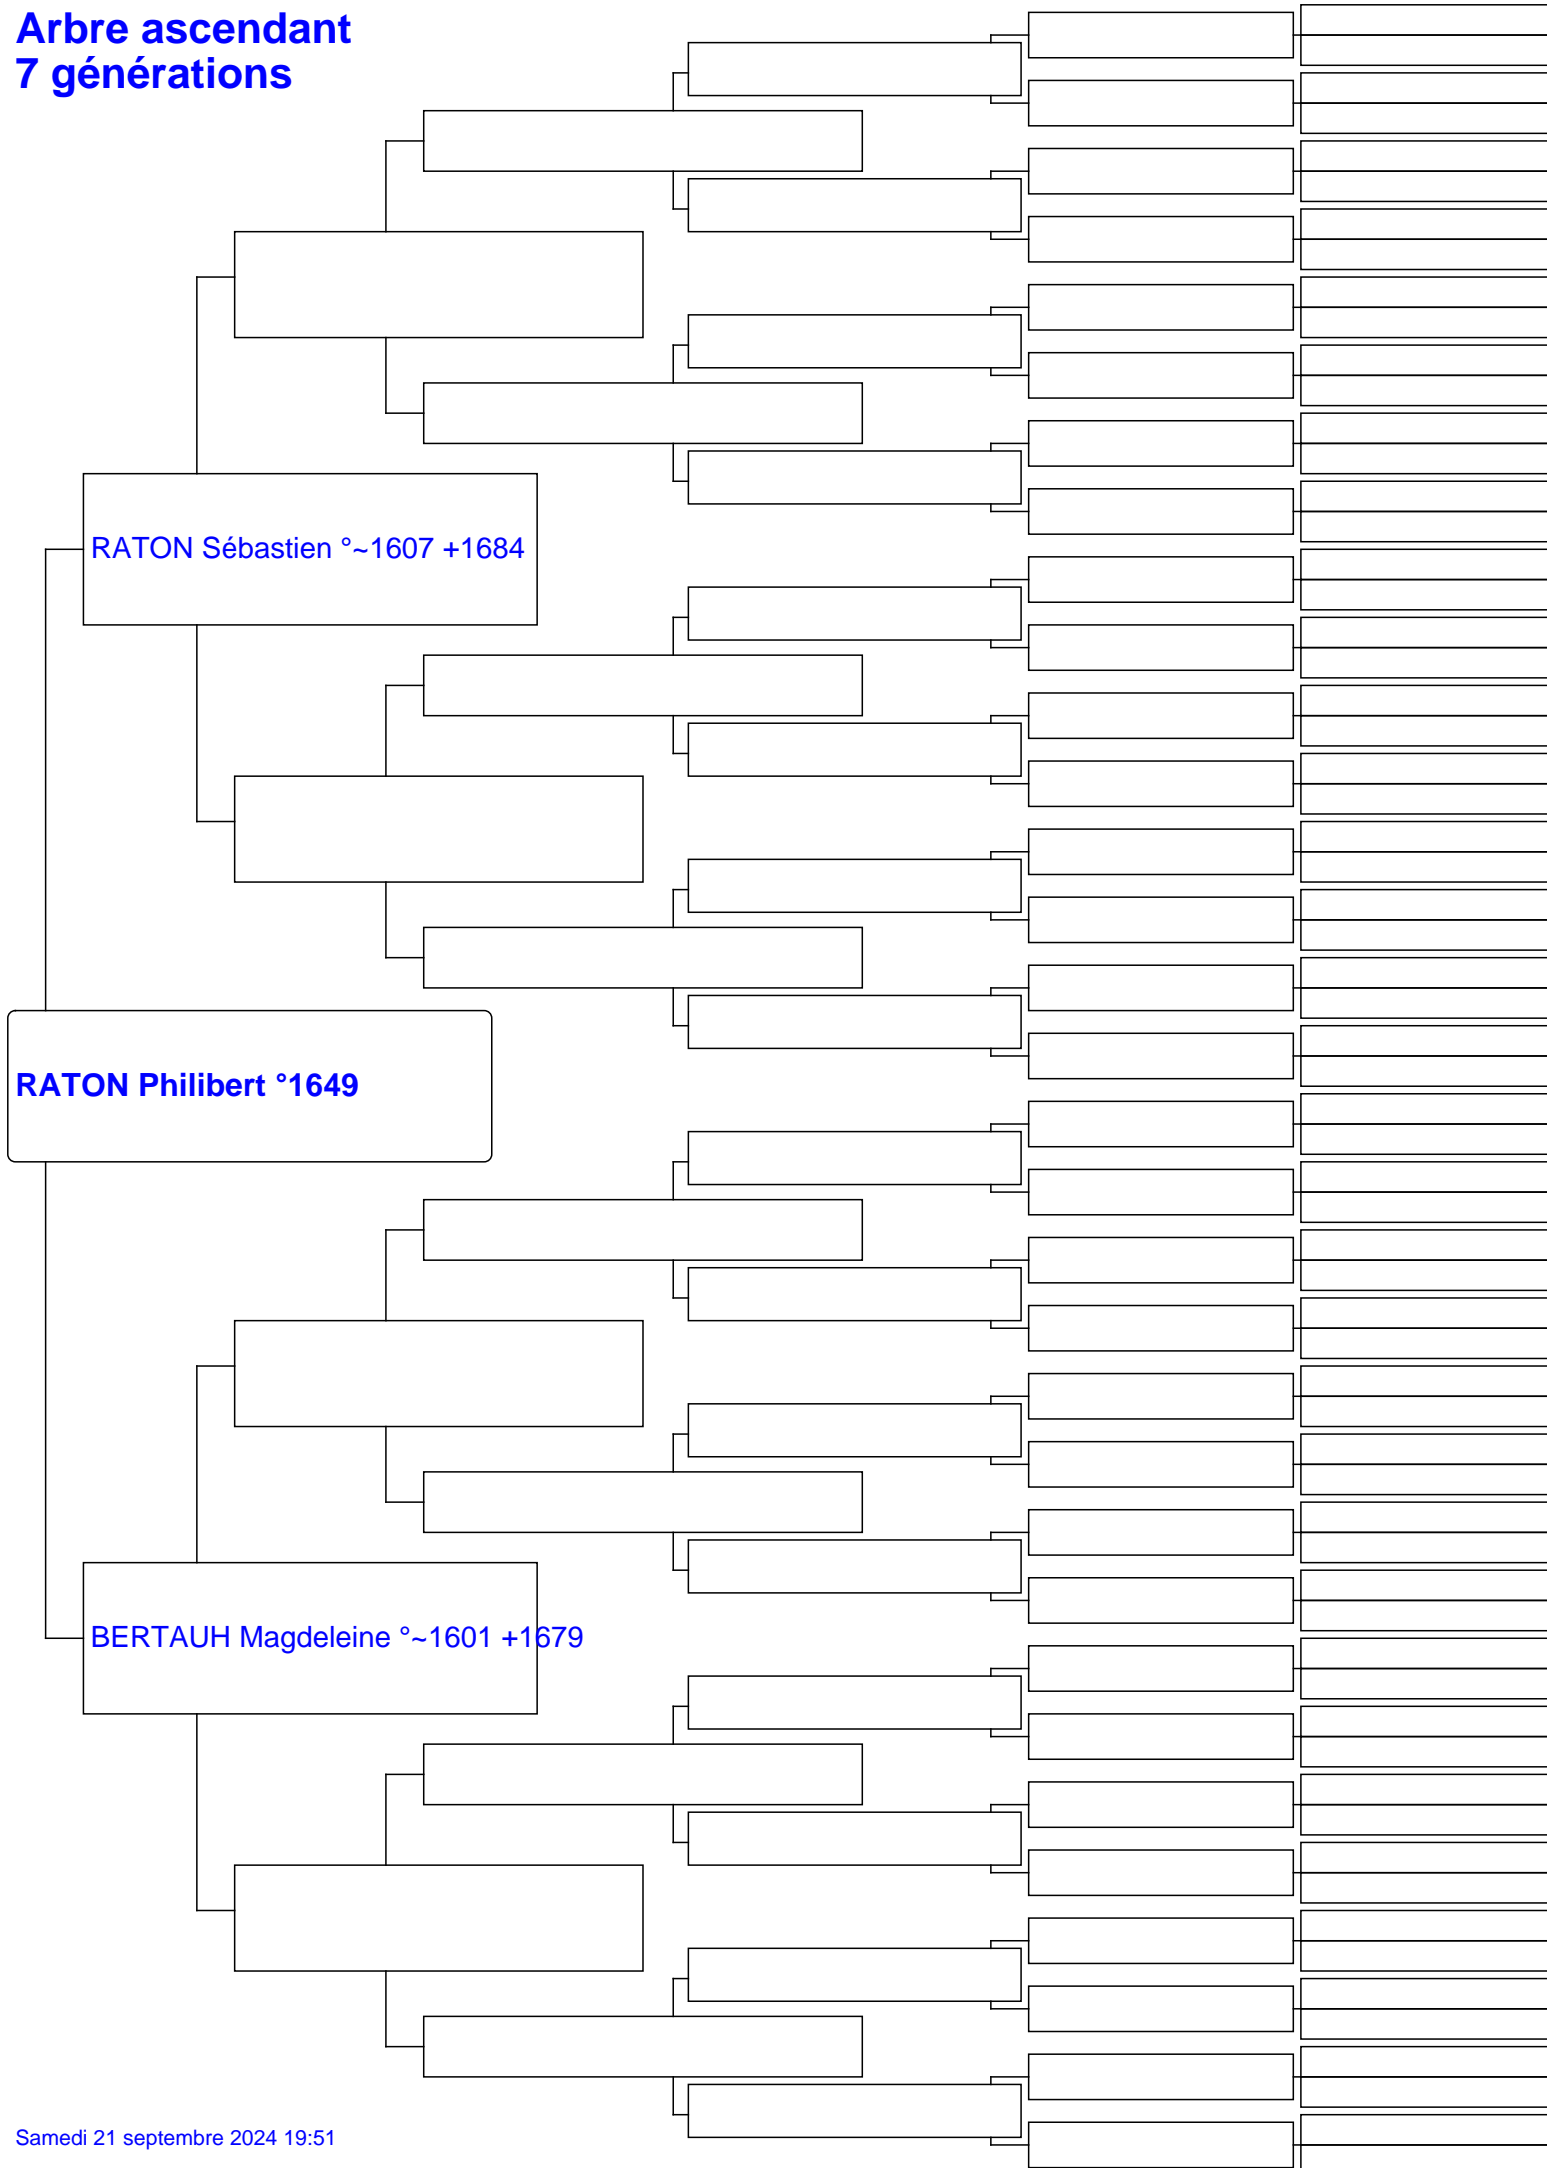 Arbre ascendant
7 générations
RATON Sébastien °~1607 +1684
RATON Philibert °1649
BERTAUH Magdeleine °~1601 +1679
Samedi 21 septembre 2024 19:51